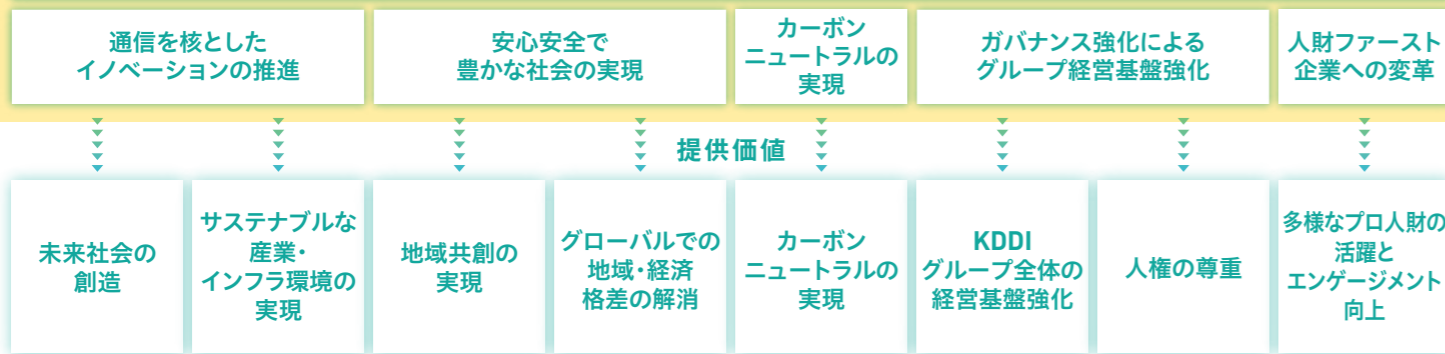 通信を核とした
イノベーションの推進
安心安全で
豊かな社会の実現
カーボン
ニュートラルの
実現
ガバナンス強化による
グループ経営基盤強化
人財ファースト
企業への変革
提供価値
未来社会の
創造
サステナブルな
産業・
インフラ環境の
実現
地域共創の
実現
グローバルでの
地域・経済
格差の解消
カーボン
ニュートラルの
実現
KDDI
グループ全体の
経営基盤強化
人権の尊重
多様なプロ人財の
活躍と
エンゲージメント
向上